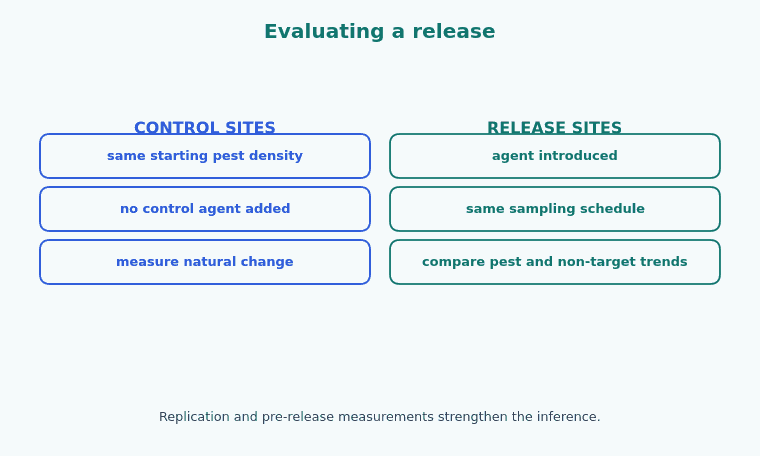 Evaluating a release
CONTROL SITES
same starting pest density
no control agent added
measure natural change
RELEASE SITES
agent introduced
same sampling schedule
compare pest and non-target trends
Replication and pre-release measurements strengthen the inference.